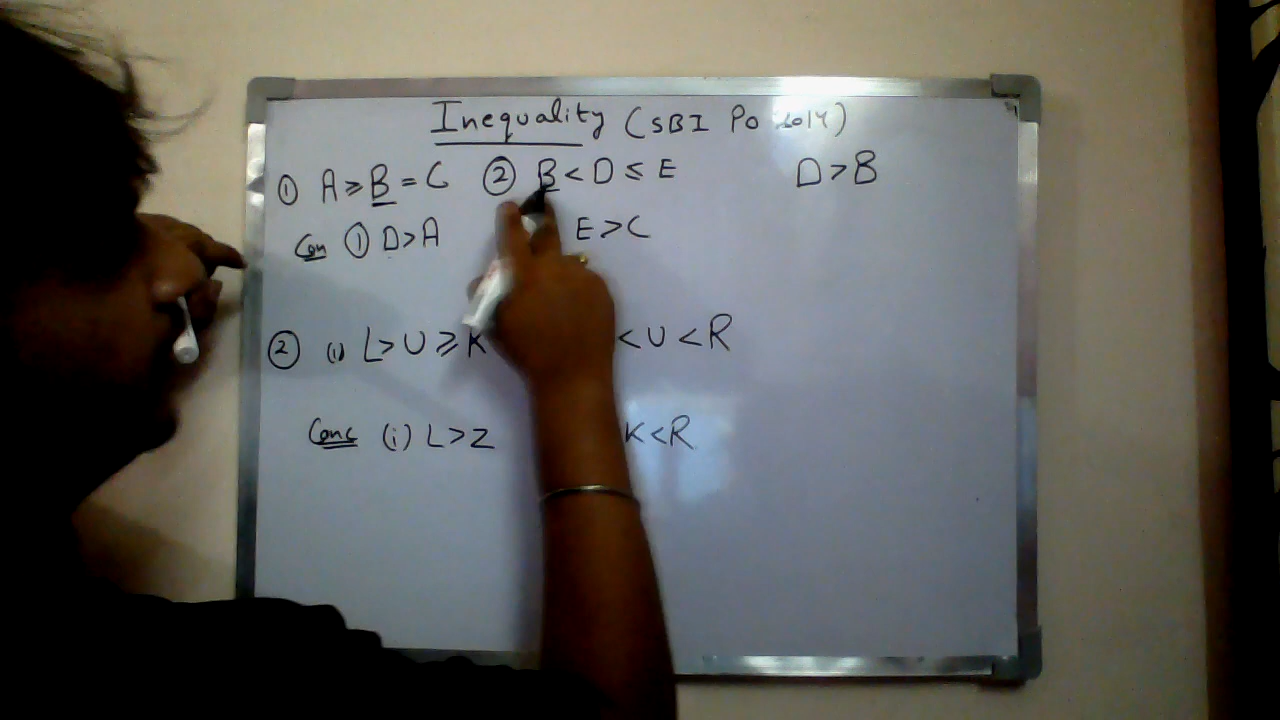 Inequality (SBI PO 2014)
① A ≥ B = C ② B < D ≤ E D > B
Con ① D > A E > C
② (i) L > U ≥ K < U < R
Conc (i) L > Z K < R